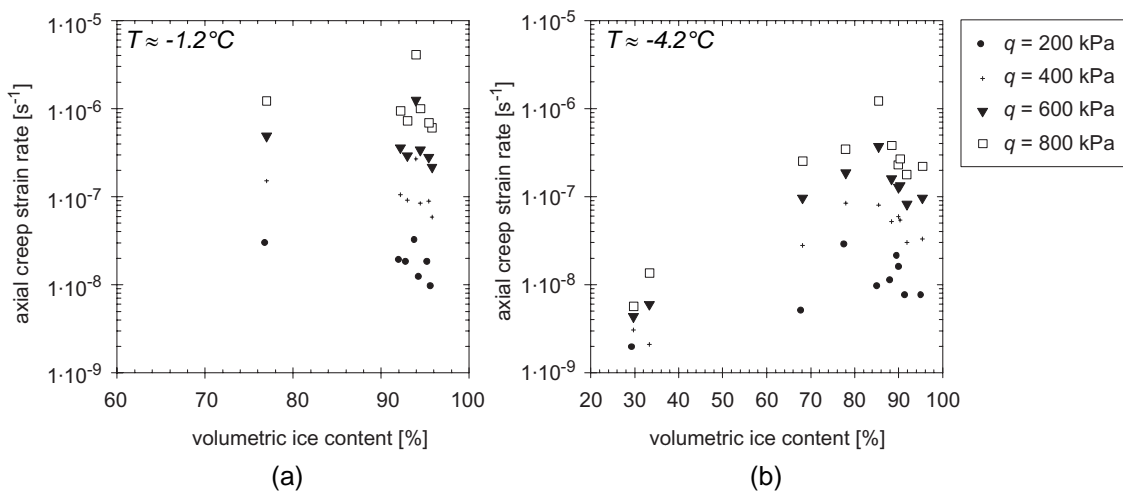 T ≈ -1.2°C
axial creep strain rate [s-1]
1·10-5
1·10-6
1·10-7
1·10-8
1·10-9
60 70 80 90 100
volumetric ice content [%]
(a)
T ≈ -4.2°C
axial creep strain rate [s-1]
1·10-5
1·10-6
1·10-7
1·10-8
1·10-9
20 30 40 50 60 70 80 90 100
volumetric ice content [%]
(b)
q = 200 kPa
q = 400 kPa
q = 600 kPa
q = 800 kPa